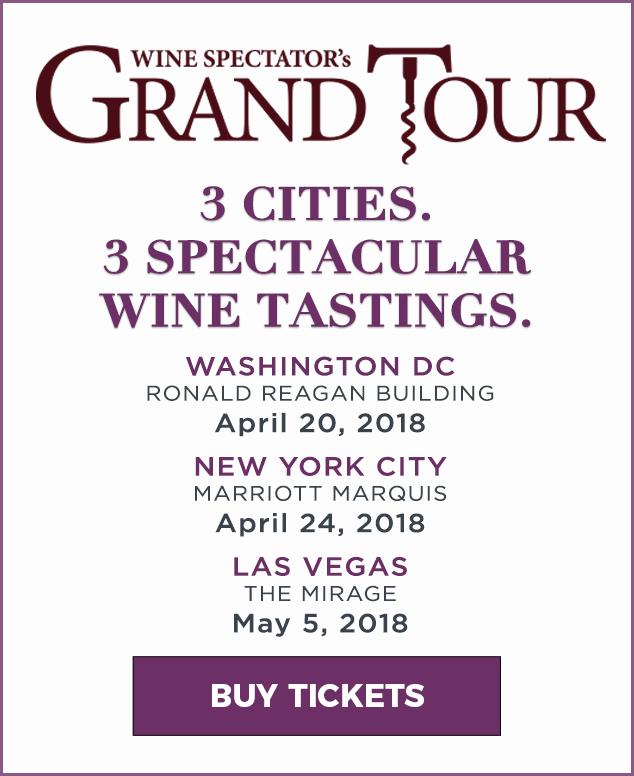 WINE SPECTATOR's
GRAND TOUR
3 CITIES.
3 SPECTACULAR
WINE TASTINGS.
WASHINGTON DC
RONALD REAGAN BUILDING
April 20, 2018
NEW YORK CITY
MARRIOTT MARQUIS
April 24, 2018
LAS VEGAS
THE MIRAGE
May 5, 2018
BUY TICKETS